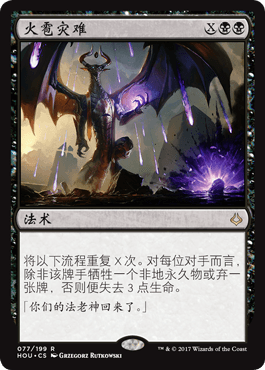 火雹灾难 XBB
法术
将以下流程重复X次。对每位对手而言，
除非该牌手牺牲一个非地永久物或弃一
张牌，否则便失去3点生命。
「你们的法老神回来了。」
077/199 R
HOU • CS GRZEGORZ RUTKOWSKI
™ & © 2017 Wizards of the Coast